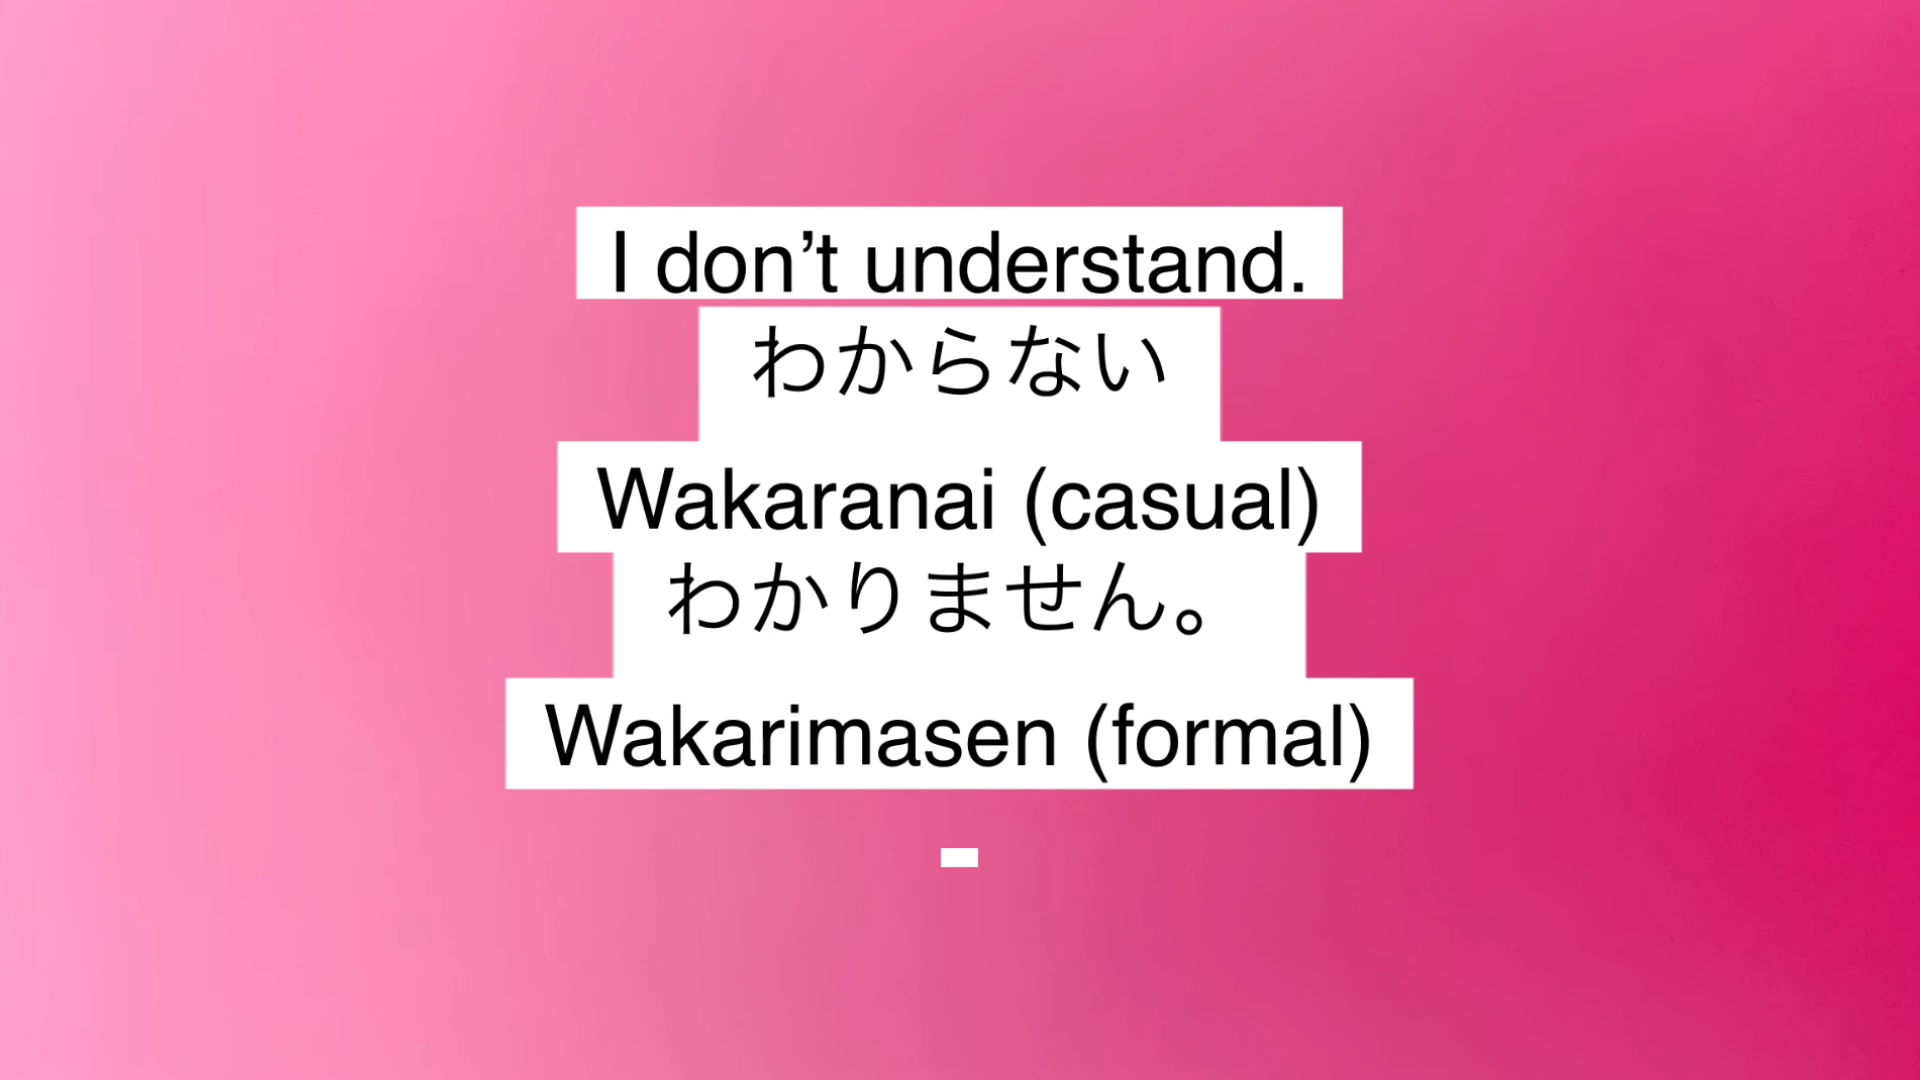 I don’t understand.
わからない
Wakaranai (casual)
わかりません。
Wakarimasen (formal)